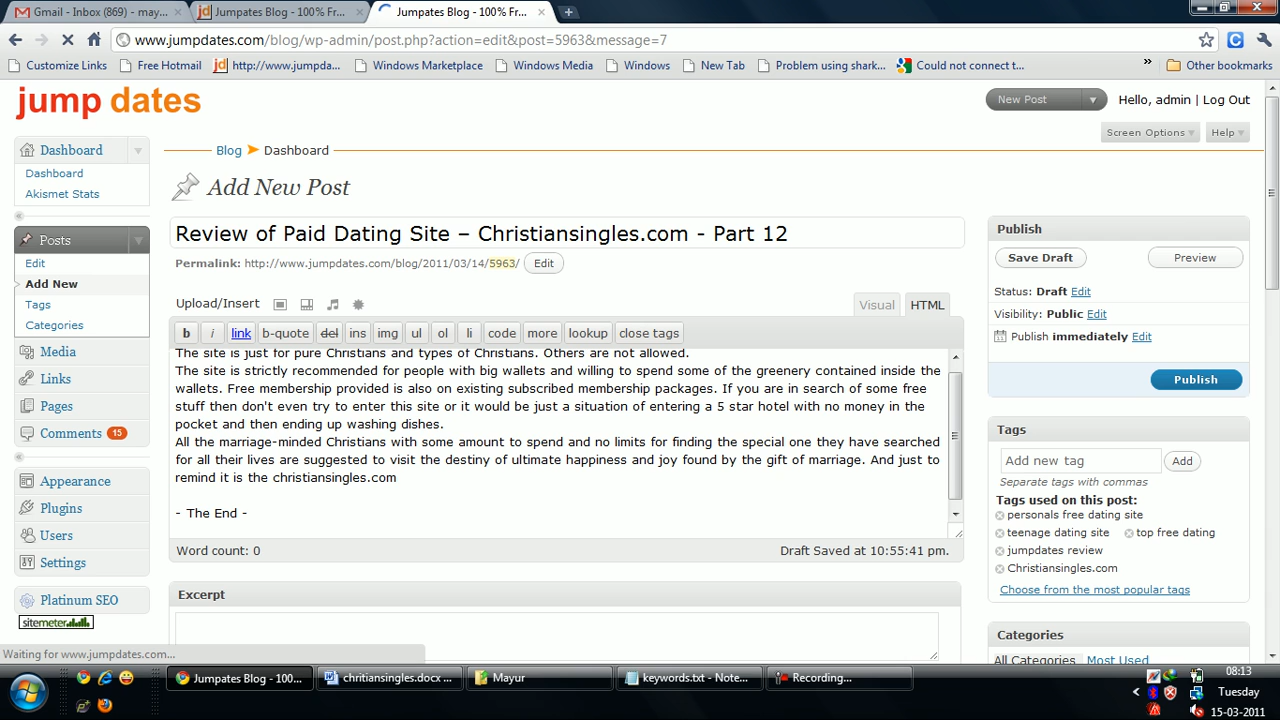 Gmail - Inbox (869) - may...
Jumpates Blog - 100% Fr...
Jumpates Blog - 100% Fr...
www.jumpdates.com/blog/wp-admin/post.php?action=edit&post=5963&message=7
Customize Links
Free Hotmail
http://www.jumpda...
Windows Marketplace
Windows Media
Windows
New Tab
Problem using shark...
Could not connect t...
»
Other bookmarks
jump dates
New Post
Hello, admin | Log Out
Screen Options
Help
Blog
Dashboard
Add New Post
Dashboard
Dashboard
Akismet Stats
Posts
Edit
Add New
Tags
Categories
Media
Links
Pages
Comments 15
Appearance
Plugins
Users
Settings
Platinum SEO
sitemeter
Review of Paid Dating Site – Christiansingles.com - Part 12
Permalink: http://www.jumpdates.com/blog/2011/03/14/5963/ Edit
Upload/Insert
Visual
HTML
b i link b-quote del ins img ul ol li code more lookup close tags
The site is just for pure Christians and types of Christians. Others are not allowed.
The site is strictly recommended for people with big wallets and willing to spend some of the greenery contained inside the
wallets. Free membership provided is also on existing subscribed membership packages. If you are in search of some free
stuff then don't even try to enter this site or it would be just a situation of entering a 5 star hotel with no money in the
pocket and then ending up washing dishes.
All the marriage-minded Christians with some amount to spend and no limits for finding the special one they have searched
for all their lives are suggested to visit the destiny of ultimate happiness and joy found by the gift of marriage. And just to
remind it is the christiansingles.com
- The End -
Word count: 0
Draft Saved at 10:55:41 pm.
Excerpt
Publish
Save Draft
Preview
Status: Draft Edit
Visibility: Public Edit
Publish immediately Edit
Publish
Tags
Add new tag
Add
Separate tags with commas
Tags used on this post:
personals free dating site
teenage dating site
top free dating
jumpdates review
Christiansingles.com
Choose from the most popular tags
Categories
All Categories
Most Used
Waiting for www.jumpdates.com...
Jumpates Blog - 100...
chritiansingles.docx ...
Mayur
keywords.txt - Note...
Recording...
08:13
Tuesday
15-03-2011